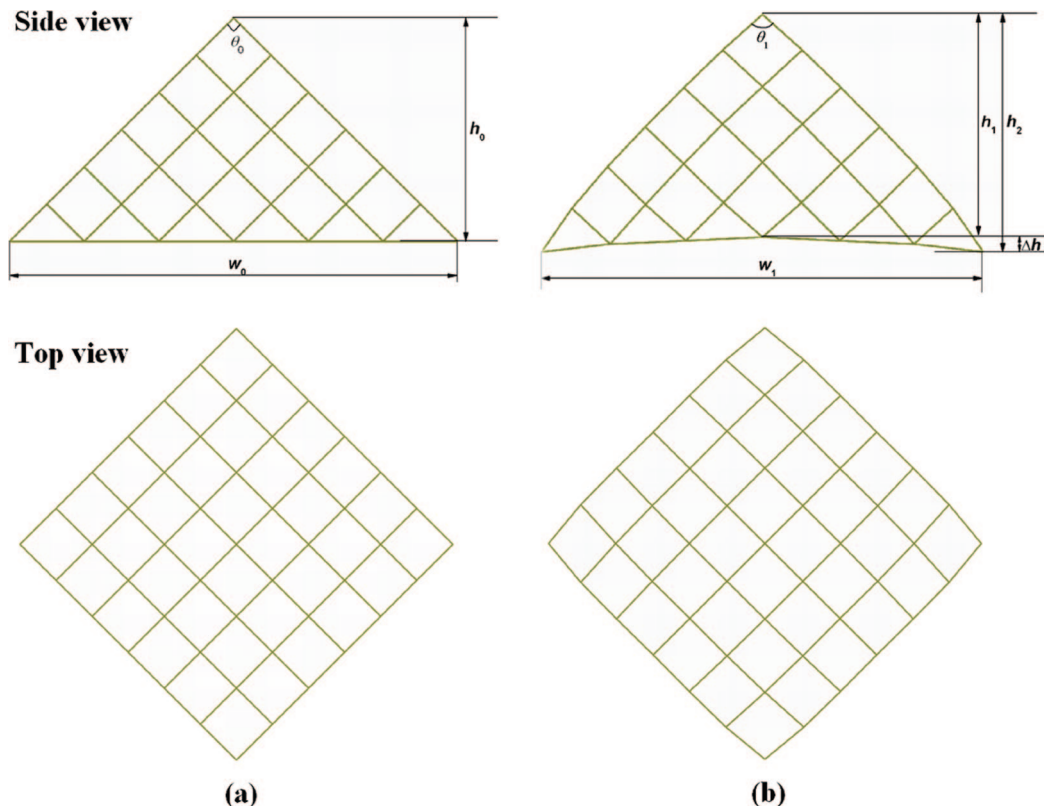 Side view
θ₀
h₀
w₀
θ₁
h₁
h₂
Δh
w₁
Top view
(a)
(b)